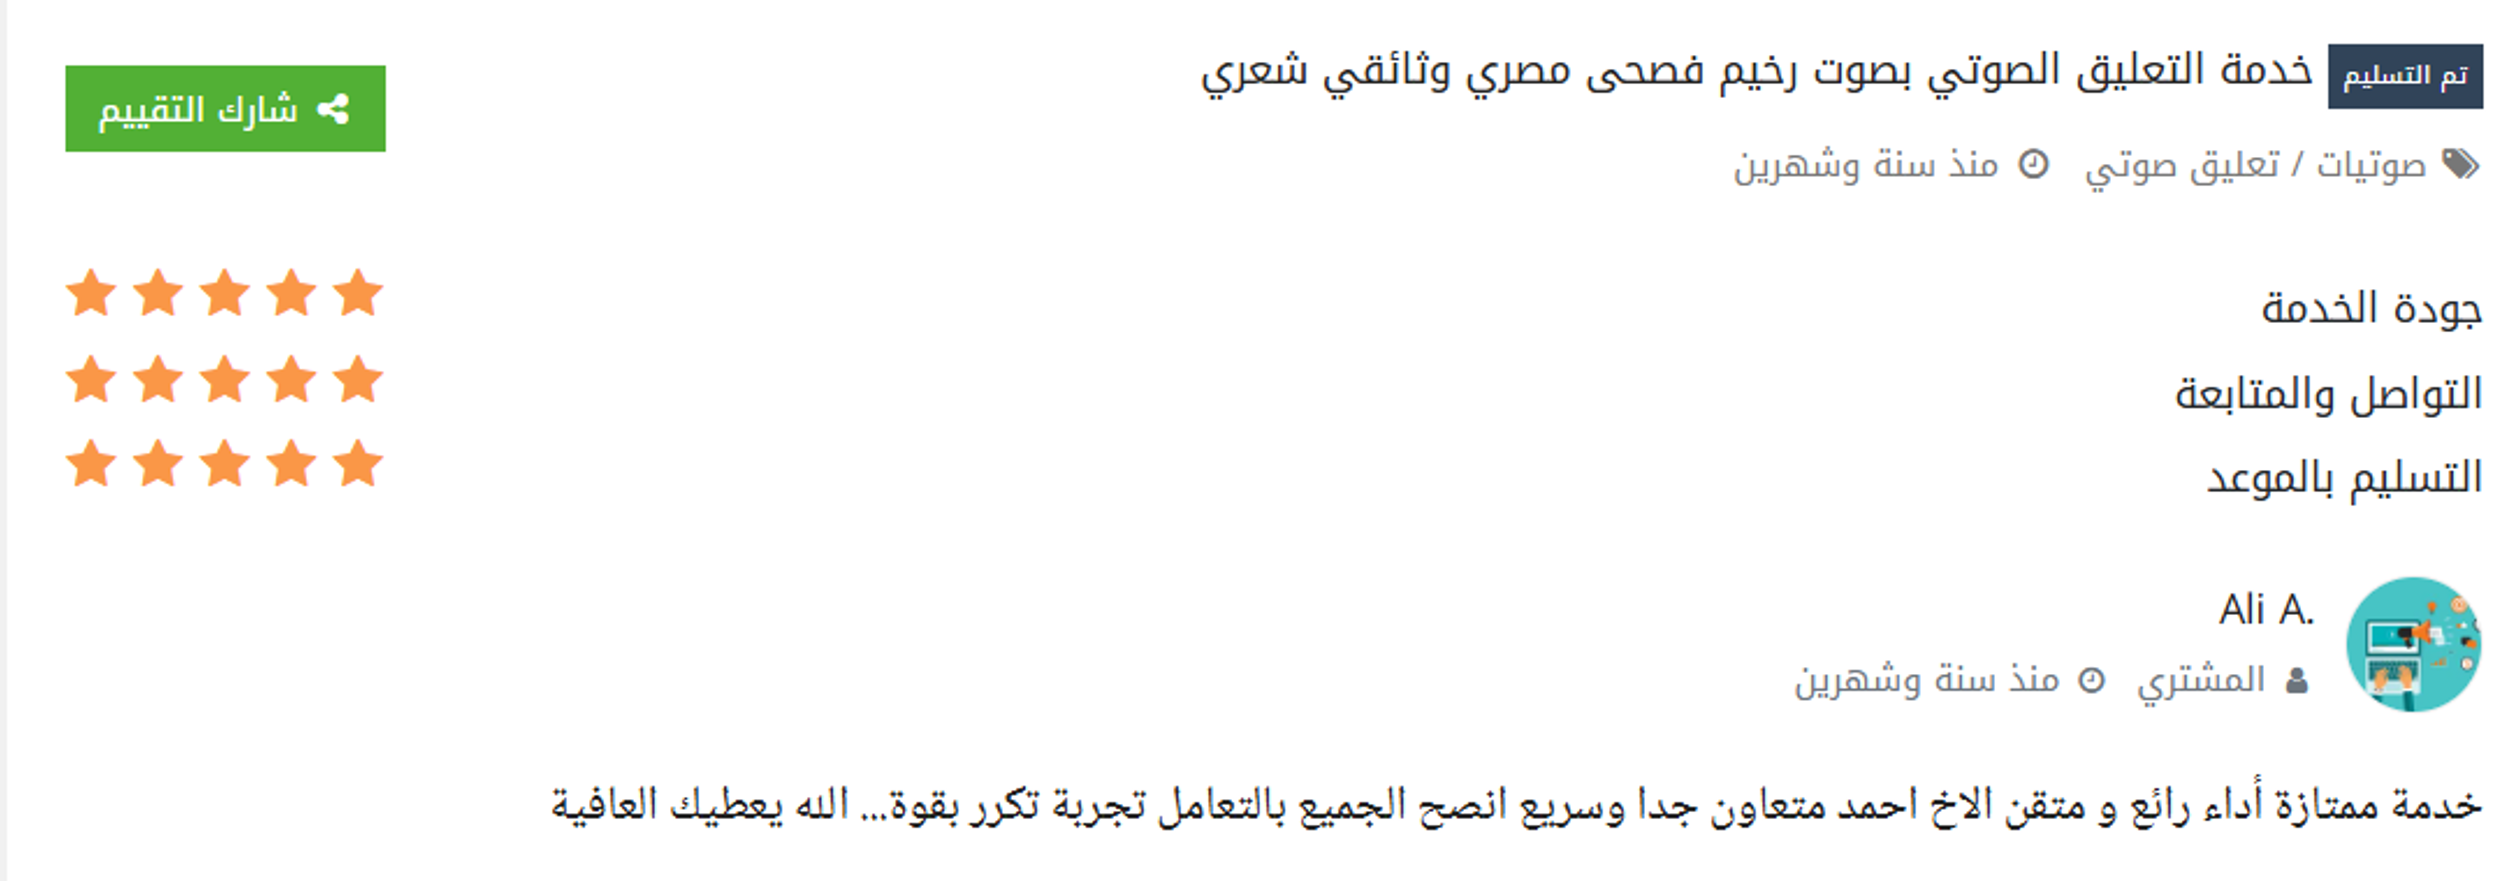 تم التسليم خدمة التعليق الصوتي بصوت رخيم فصحى مصري وثائقي شعري
شارك التقييم
صوتيات / تعليق صوتي منذ سنة وشهرين
جودة الخدمة
التواصل والمتابعة
التسليم بالموعد
Ali A.
المشتري منذ سنة وشهرين
خدمة ممتازة أداء رائع و متقن الاخ احمد متعاون جدا وسريع انصح الجميع بالتعامل تجربة تكرر بقوة... الله يعطيك العافية